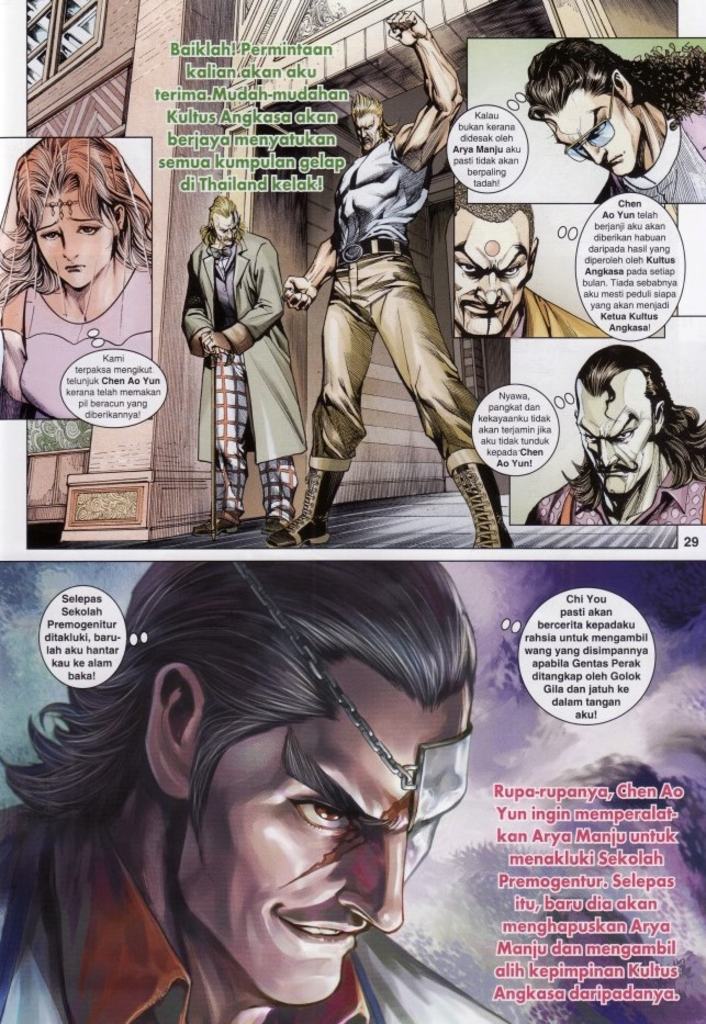 Baiklah! Permintaan
kalian akan aku
terima. Mudah-mudahan
Kultus Angkasa akan
berjaya menyatukan
semua kumpulan gelap
di Thailand kelak!
Kalau
bukan kerana
didesak oleh
Arya Manju aku
pasti tidak akan
berpaling
tadah!
Chen
Ao Yun telah
berjanji aku akan
diberikan habuan
daripada hasil yang
diperoleh oleh Kultus
Angkasa pada setiap
bulan. Tiada sebabnya
aku mesti peduli siapa
yang akan menjadi
Ketua Kultus
Angkasa!
Kami
terpaksa mengikut
telunjuk Chen Ao Yun
kerana telah memakan
pil beracun yang
diberikannya!
Nyawa,
pangkat dan
kekayaanku tidak
akan terjamin jika
aku tidak tunduk
kepada Chen
Ao Yun!
29
Selepas
Sekolah
Premogenitur
ditakluki, baru-
lah aku hantar
kau ke alam
baka!
Chi You
pasti akan
bercerita kepadaku
rahsia untuk mengambil
wang yang disimpannya
apabila Gentas Perak
ditangkap oleh Golok
Gila dan jatuh ke
dalam tangan
aku!
Rupa-rupanya, Chen Ao
Yun ingin memperalat-
kan Arya Manju untuk
menakluki Sekolah
Premogentur. Selepas
itu, baru dia akan
menghapuskan Arya
Manju dan mengambil
alih kepimpinan Kultus
Angkasa daripadanya.